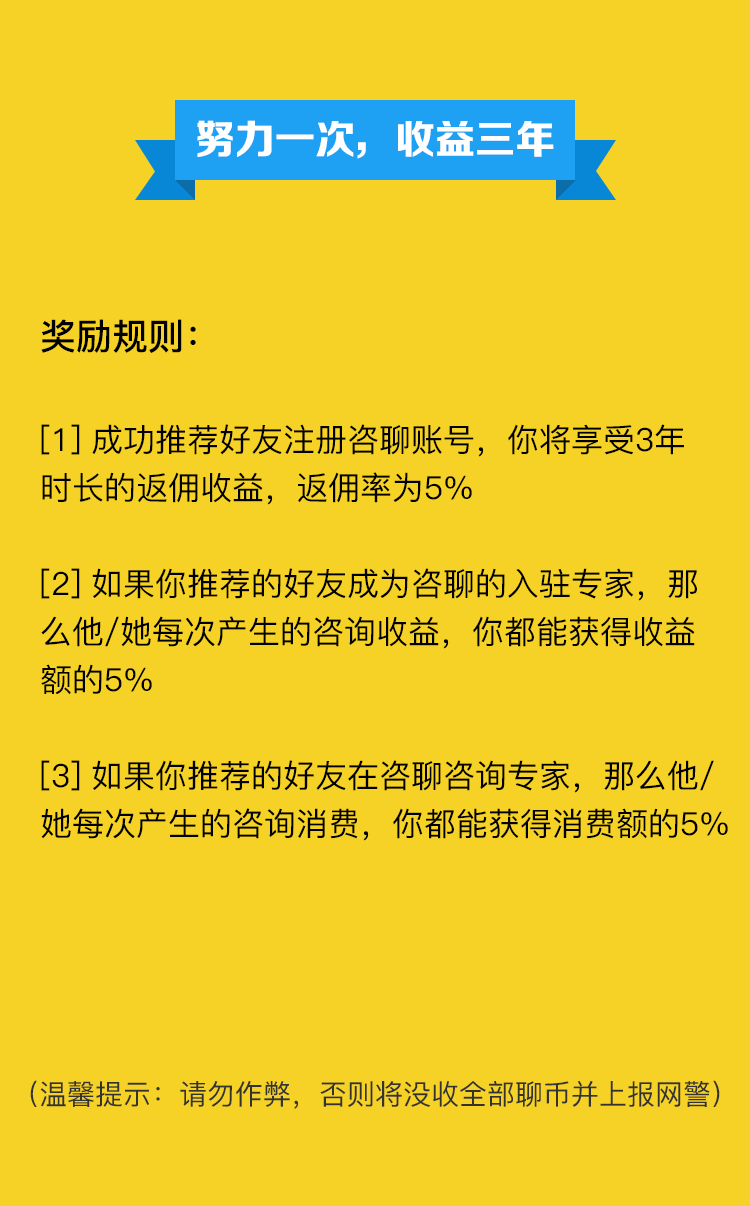 努力一次，收益三年
奖励规则：
[1] 成功推荐好友注册咨聊账号，你将享受3年
时长的返佣收益，返佣率为5%
[2] 如果你推荐的好友成为咨聊的入驻专家，那
么他/她每次产生的咨询收益，你都能获得收益
额的5%
[3] 如果你推荐的好友在咨聊咨询专家，那么他/
她每次产生的咨询消费，你都能获得消费额的5%
（温馨提示：请勿作弊，否则将没收全部聊币并上报网警）